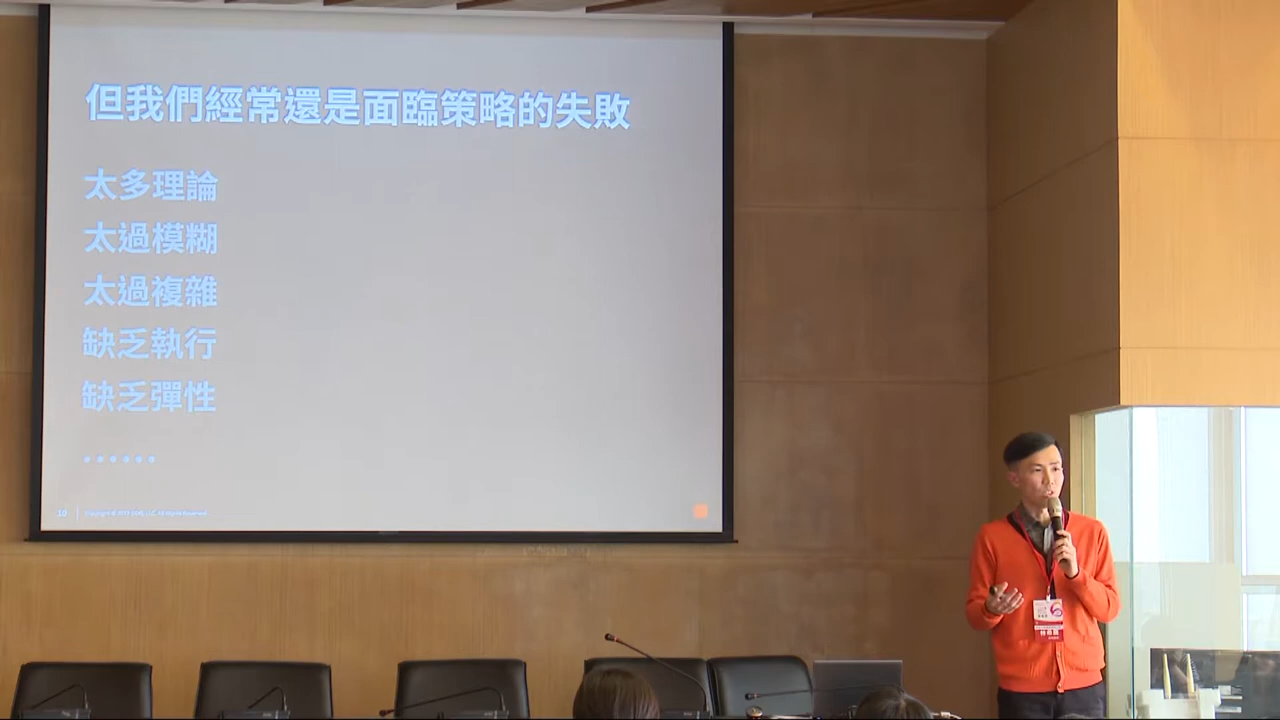 但我們經常還是面臨策略的失敗
太多理論
太過模糊
太過複雜
缺乏執行
缺乏彈性
......
10